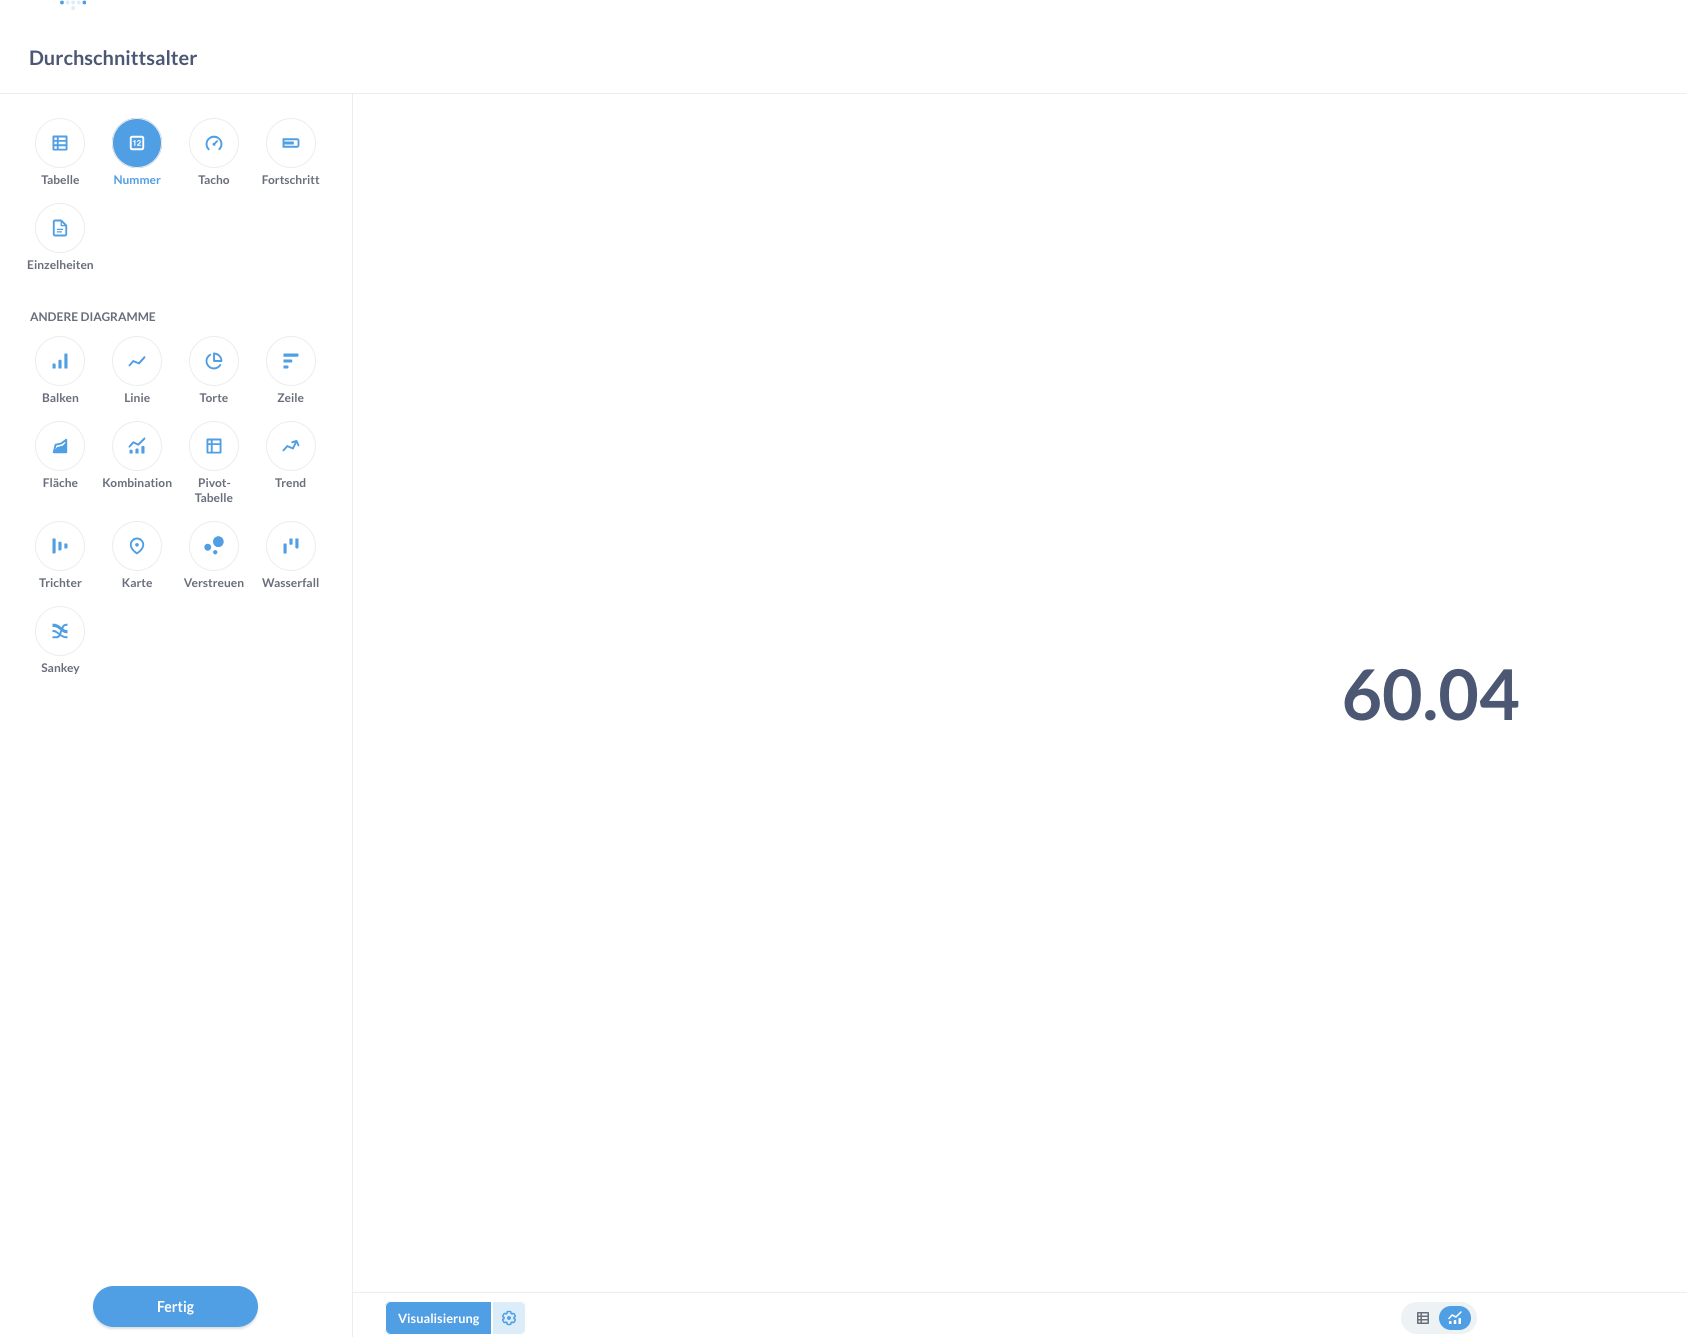 Durchschnittsalter
Tabelle
12
Nummer
Tacho
Fortschritt
Einzelheiten
ANDERE DIAGRAMME
Balken
Linie
Torte
Zeile
Fläche
Kombination
Pivot-
Tabelle
Trend
Trichter
Karte
Verstreuen
Wasserfall
Sankey
60.04
Fertig
Visualisierung